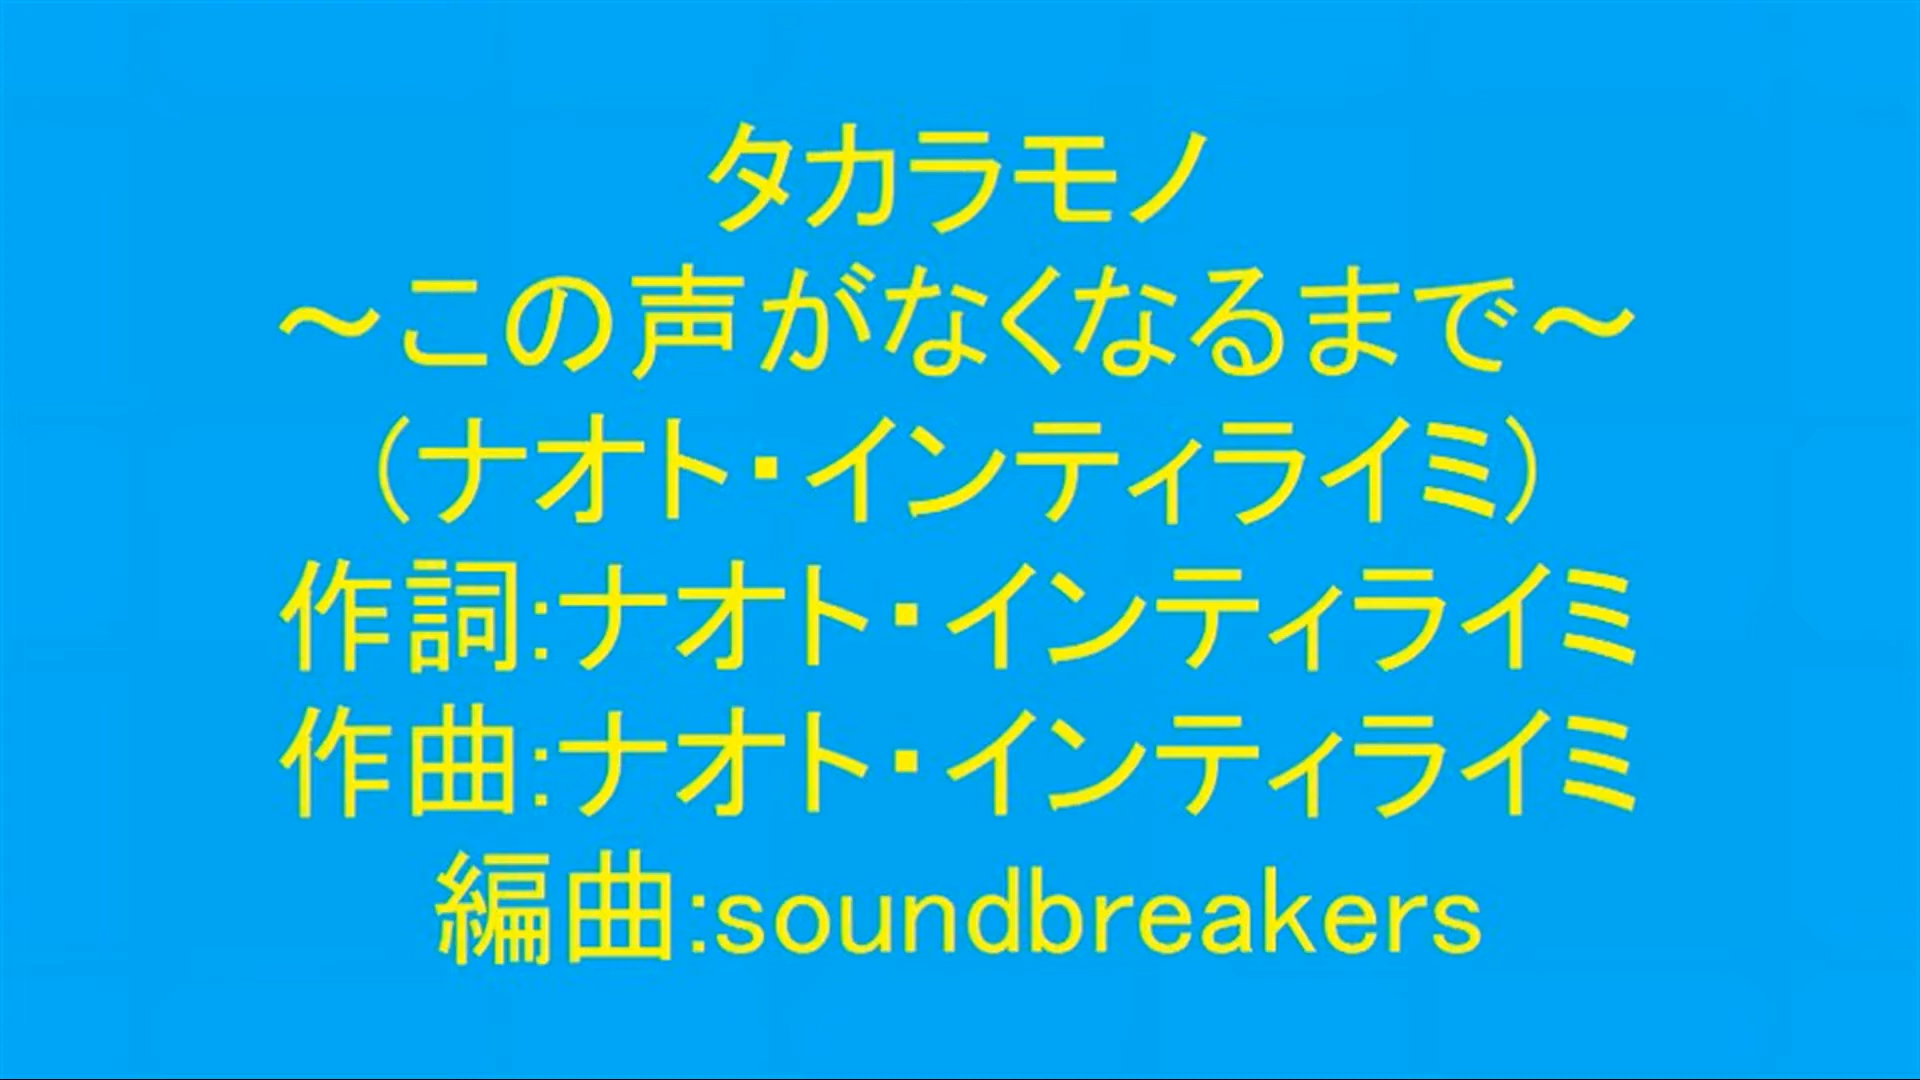 タカラモノ
～この声がなくなるまで～
(ナオト・インティライミ)
作詞:ナオト・インティライミ
作曲:ナオト・インティライミ
編曲:soundbreakers